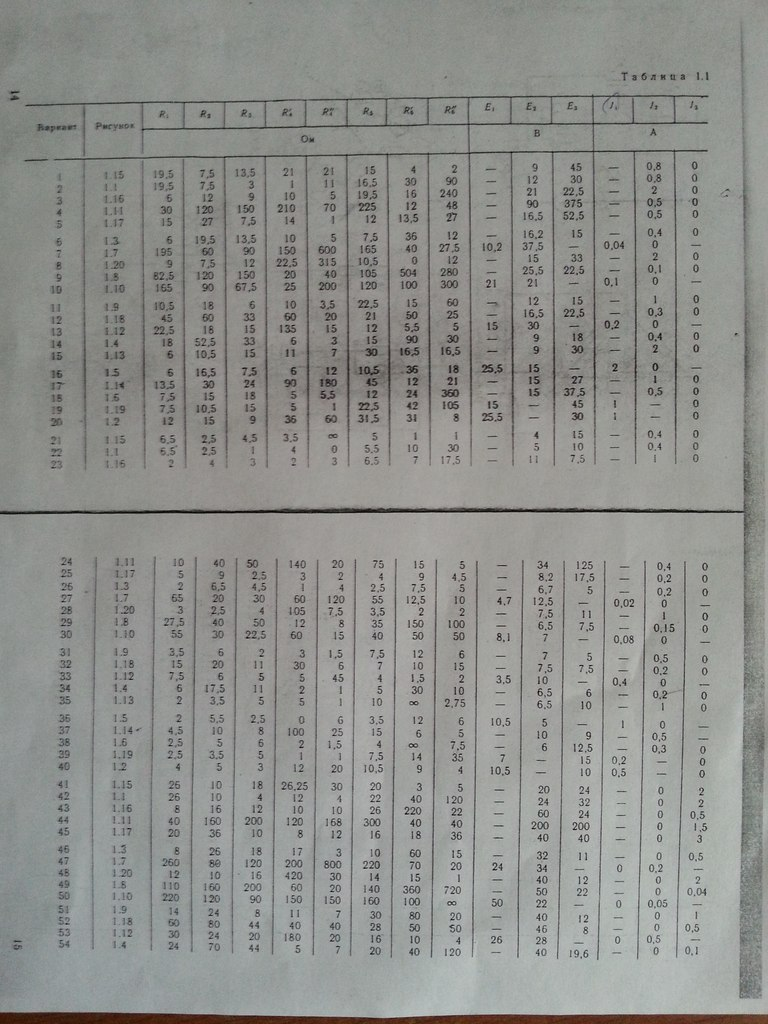 Таблица 1.1
14
Вариант Рисунок R₁ R₂ R₃ R₄′ R₄″ R₅ R₆′ R₆″ E₁ E₂ E₃ J₁ J₂ J₃
Ом В А
1 1.15 19,5 7,5 13,5 21 21 15 4 2 — 9 45 — 0,8 0
2 1.1 19,5 7,5 3 1 11 16,5 30 90 — 12 30 — 0,8 0
3 1.16 6 12 9 10 5 19,5 16 240 — 21 22,5 — 2 0
4 1.11 30 120 150 210 70 225 12 48 — 90 375 — 0,5 0
5 1.17 15 27 7,5 14 1 12 13,5 27 — 16,5 52,5 — 0,5 0
6 1.3 6 19,5 13,5 10 5 7,5 36 12 — 16,2 15 — 0,4 0
7 1.7 195 60 90 150 600 165 40 27,5 10,2 37,5 — 0,04 0 —
8 1.20 9 7,5 12 22,5 315 10,5 0 12 — 15 33 — 2 0
9 1.8 82,5 120 150 20 40 105 504 280 — 25,5 22,5 — 0,1 0
10 1.10 165 90 67,5 25 200 120 100 300 21 21 — 0,1 0 —
11 1.9 10,5 18 6 10 3,5 22,5 15 60 — 12 15 — 1 0
12 1.18 45 60 33 60 20 21 50 25 — 16,5 22,5 — 0,3 0
13 1.12 22,5 18 15 135 15 12 5,5 5 15 30 — 0,2 0 —
14 1.4 18 52,5 33 6 3 15 90 30 — 9 18 — 0,4 0
15 1.13 6 10,5 15 11 7 30 16,5 16,5 — 9 30 — 2 0
16 1.5 6 16,5 7,5 6 12 10,5 36 18 25,5 15 — 2 0 —
17 1.14 13,5 30 24 90 180 45 12 21 — 15 27 — 1 0
18 1.6 7,5 15 18 5 5,5 12 24 360 — 15 37,5 — 0,5 0
19 1.19 7,5 10,5 15 5 1 22,5 42 105 15 — 45 1 — 0
20 1.2 12 15 9 36 60 31,5 31 8 25,5 — 30 1 — 0
21 1.15 6,5 2,5 4,5 3,5 ∞ 5 1 1 — 4 15 — 0,4 0
22 1.1 6,5 2,5 1 4 0 5,5 10 30 — 5 10 — 0,4 0
23 1.16 2 4 3 2 3 6,5 7 17,5 — 11 7,5 — 1 0
24 1.11 10 40 50 140 20 75 15 5 — 34 125 — 0,4 0
25 1.17 5 9 2,5 3 2 4 9 4,5 — 8,2 17,5 — 0,2 0
26 1.3 2 6,5 4,5 1 4 2,5 7,5 5 — 6,7 5 — 0,2 0
27 1.7 65 20 30 60 120 55 12,5 10 4,7 12,5 — 0,02 0 —
28 1.20 3 2,5 4 105 7,5 3,5 2 2 — 7,5 11 — 1 0
29 1.8 27,5 40 50 12 8 35 150 100 — 6,5 7,5 — 0,15 0
30 1.10 55 30 22,5 60 15 40 50 50 8,1 7 — 0,08 0 —
31 1.9 3,5 6 2 3 1,5 7,5 12 6 — 7 5 — 0,5 0
32 1.18 15 20 11 30 6 7 10 15 — 7,5 7,5 — 0,2 0
33 1.12 7,5 6 5 5 45 4 1,5 2 3,5 10 — 0,4 0 —
34 1.4 6 17,5 11 2 1 5 30 10 — 6,5 6 — 0,2 0
35 1.13 2 3,5 5 5 1 10 ∞ 2,75 — 6,5 10 — 1 0
36 1.5 2 5,5 2,5 0 6 3,5 12 6 10,5 5 — 1 0 —
37 1.14 4,5 10 8 100 25 15 6 5 — 10 9 — 0,5 0
38 1.6 2,5 5 6 2 1,5 4 ∞ 7,5 — 6 12,5 — 0,3 0
39 1.19 2,5 3,5 5 1 1 7,5 14 35 7 — 15 0,2 — 0
40 1.2 4 5 3 12 20 10,5 9 4 10,5 — 10 0,5 — 0
41 1.15 26 10 18 26,25 30 20 3 5 — 20 24 — 0 2
42 1.1 26 10 4 12 4 22 40 120 — 24 32 — 0 2
43 1.16 8 16 12 10 10 26 220 22 — 60 24 — 0 0,5
44 1.11 40 160 200 120 168 300 40 40 — 200 200 — 0 1,5
45 1.17 20 36 10 8 12 16 18 36 — 40 40 — 0 3
46 1.3 8 26 18 17 3 10 60 15 — 32 11 — 0 0,5
47 1.7 260 80 120 200 800 220 70 20 24 34 — 0 0,2 —
48 1.20 12 10 16 420 30 14 15 1 — 40 12 — 0 2
49 1.8 110 160 200 60 20 140 360 720 — 50 22 — 0 0,04
50 1.10 220 120 90 150 150 160 100 ∞ 50 22 — 0 0,05 —
51 1.9 14 24 8 11 7 30 80 20 — 40 12 — 0 1
52 1.18 60 80 44 40 40 28 50 50 — 46 8 — 0 0,5
53 1.12 30 24 20 180 20 16 10 4 26 28 — 0 0,5 —
54 1.4 24 70 44 5 7 20 40 120 — 40 19,6 — 0 0,1
15